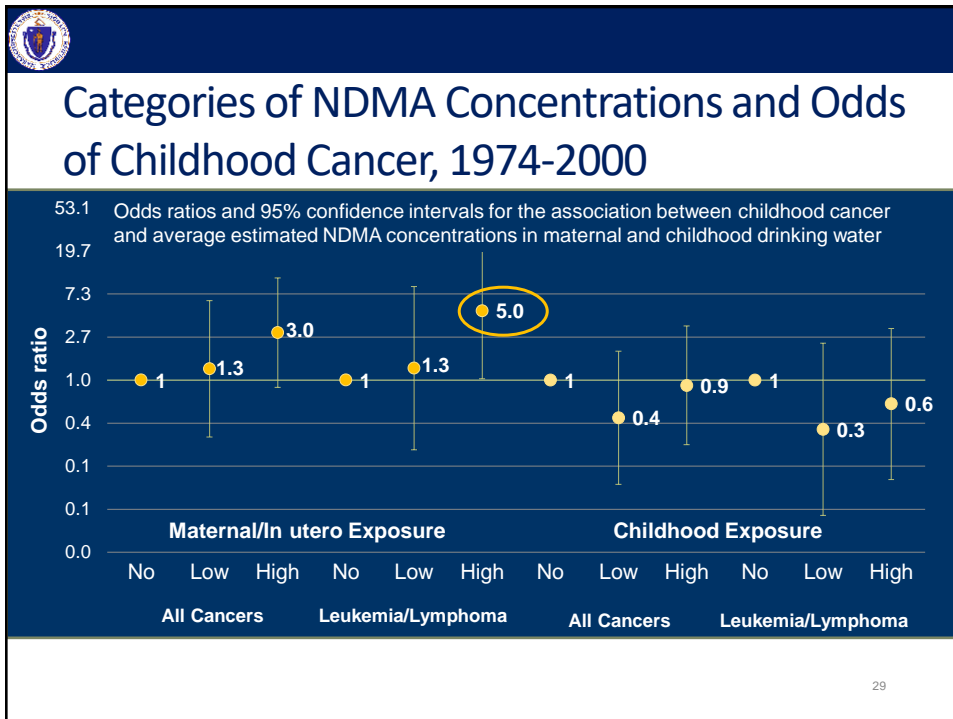 Categories of NDMA Concentrations and Odds
of Childhood Cancer, 1974-2000
Odds ratios and 95% confidence intervals for the association between childhood cancer
and average estimated NDMA concentrations in maternal and childhood drinking water
Odds ratio
53.1
19.7
7.3
2.7
1.0
0.4
0.1
0.1
0.0
1
1.3
3.0
1
1.3
5.0
1
0.4
0.9
1
0.3
0.6
Maternal/In utero Exposure
Childhood Exposure
No Low High No Low High No Low High No Low High
All Cancers Leukemia/Lymphoma All Cancers Leukemia/Lymphoma
29